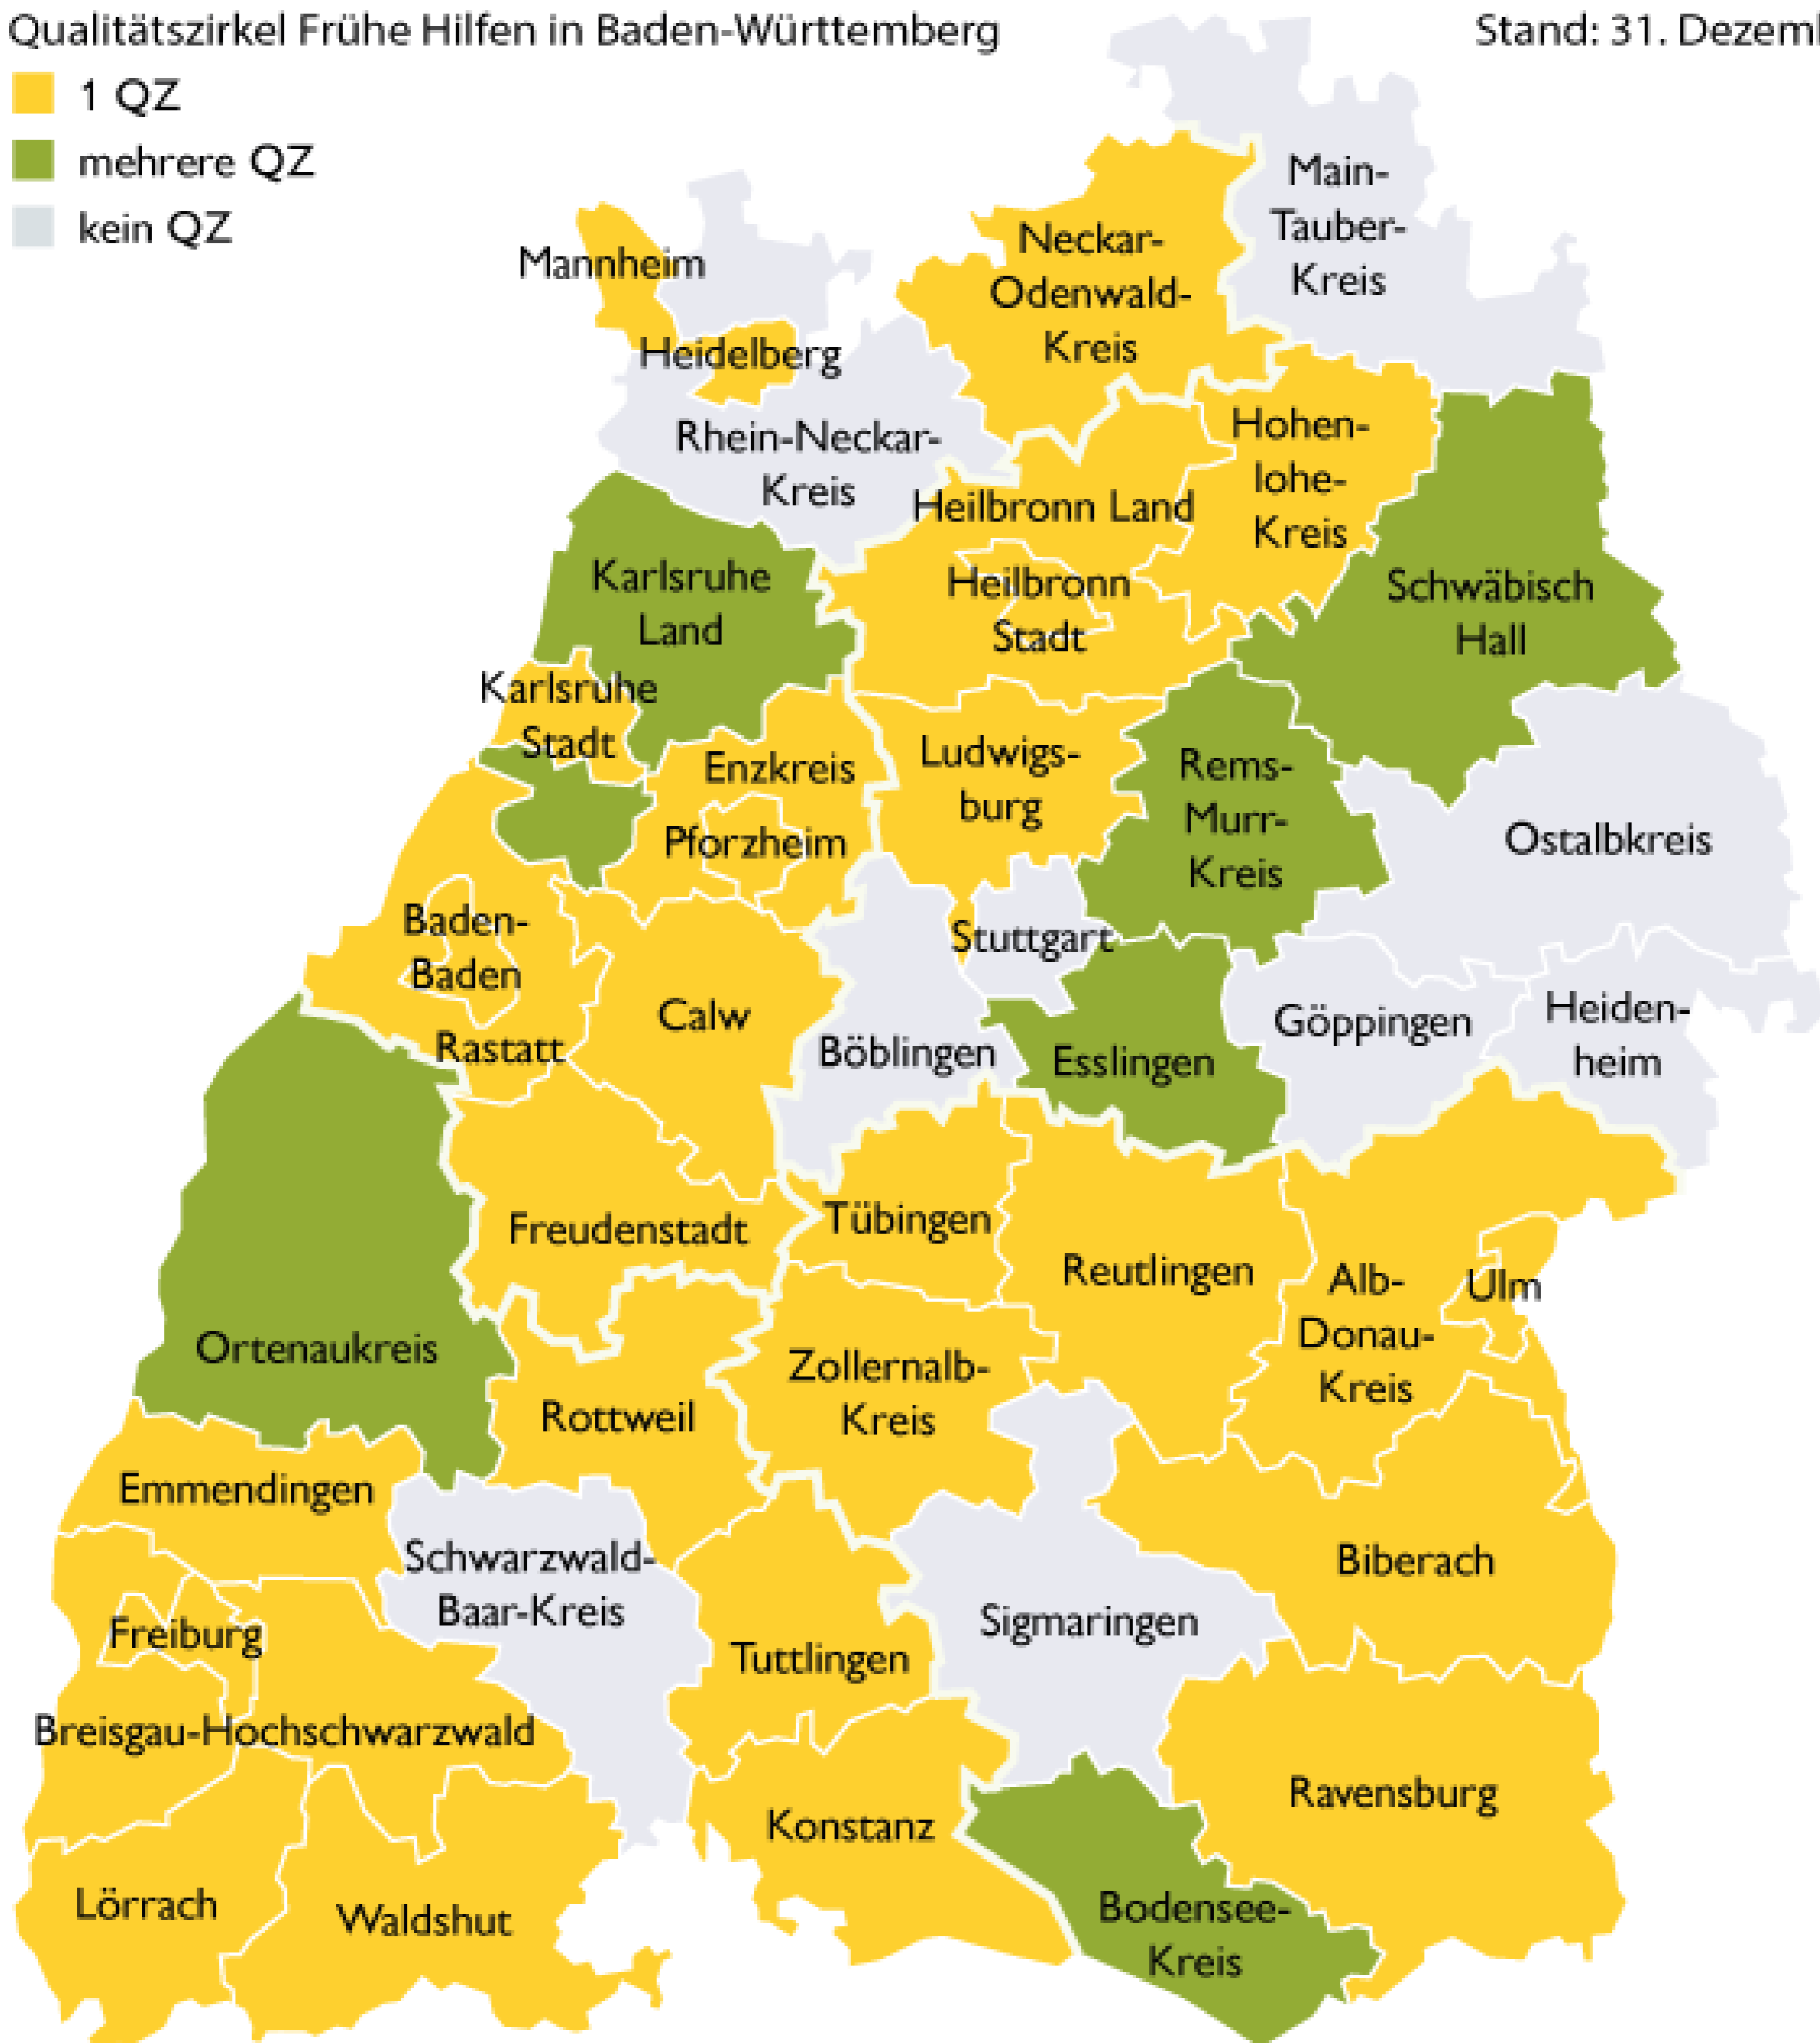 Qualitätszirkel Frühe Hilfen in Baden-Württemberg
Stand: 31.
1 QZ
mehrere QZ
kein QZ
Main-
Tauber-
Kreis
Neckar-
Odenwald-
Kreis
Mannheim
Heidelberg
Rhein-Neckar-
Kreis
Hohen-
lohe-
Kreis
Heilbronn Land
Heilbronn
Stadt
Karlsruhe
Land
Schwäbisch
Hall
Karlsruhe
Stadt
Enzkreis
Pforzheim
Ludwigs-
burg
Rems-
Murr-
Kreis
Ostalbkreis
Baden-
Baden
Stuttgart
Rastatt
Calw
Böblingen
Esslingen
Göppingen
Heiden-
heim
Freudenstadt
Tübingen
Reutlingen
Alb-
Donau-
Kreis
Ulm
Ortenaukreis
Rottweil
Zollernalb-
Kreis
Emmendingen
Schwarzwald-
Baar-Kreis
Biberach
Freiburg
Tuttlingen
Sigmaringen
Breisgau-Hochschwarzwald
Konstanz
Ravensburg
Lörrach
Waldshut
Bodensee-
Kreis